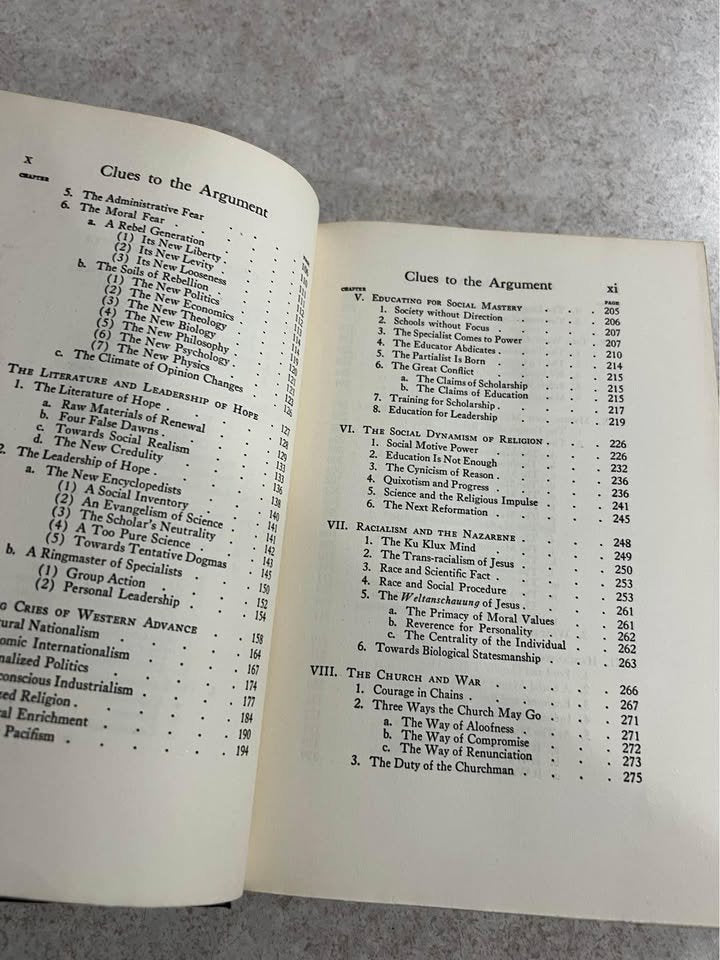 x
Clues to the Argument
CHAPTER
5. The Administrative Fear
6. The Moral Fear
a. A Rebel Generation
(1) Its New Liberty
(2) Its New Levity
(3) Its New Looseness
b. The Soils of Rebellion
(1) The New Politics
(2) The New Economics
(3) The New Theology
(4) The New Biology
(5) The New Philosophy
(6) The New Psychology
(7) The New Physics
c. The Climate of Opinion Changes
The Literature and Leadership of Hope
1. The Literature of Hope 127
a. Raw Materials of Renewal 128
b. Four False Dawns
c. Towards Social Realism
d. The New Credulity
2. The Leadership of Hope
a. The New Encyclopedists
(1) A Social Inventory
(2) An Evangelism of Science
(3) The Scholar's Neutrality
(4) A Too Pure Science
(5) Towards Tentative Dogmas
b. A Ringmaster of Specialists
(1) Group Action
(2) Personal Leadership
Cries of Western Advance 158
Nationalism 164
Internationalism 167
Politics 174
Industrialism 177
Religion 184
Enrichment 190
Pacifism 194
Clues to the Argument xi
CHAPTER PAGE
V. Educating for Social Mastery 205
1. Society without Direction 206
2. Schools without Focus 207
3. The Specialist Comes to Power 207
4. The Educator Abdicates 210
5. The Partialist Is Born 214
6. The Great Conflict 215
a. The Claims of Scholarship 215
b. The Claims of Education 215
7. Training for Scholarship 217
8. Education for Leadership 219
VI. The Social Dynamism of Religion 226
1. Social Motive Power 226
2. Education Is Not Enough 232
3. The Cynicism of Reason 236
4. Quixotism and Progress 236
5. Science and the Religious Impulse 241
6. The Next Reformation 245
VII. Racialism and the Nazarene 248
1. The Ku Klux Mind 249
2. The Trans-racialism of Jesus 250
3. Race and Scientific Fact 253
4. Race and Social Procedure 253
5. The Weltanschauung of Jesus 261
a. The Primacy of Moral Values 261
b. Reverence for Personality 262
c. The Centrality of the Individual 262
6. Towards Biological Statesmanship 263
VIII. The Church and War 266
1. Courage in Chains 267
2. Three Ways the Church May Go 271
a. The Way of Aloofness 271
b. The Way of Compromise 272
c. The Way of Renunciation 273
3. The Duty of the Churchman 275